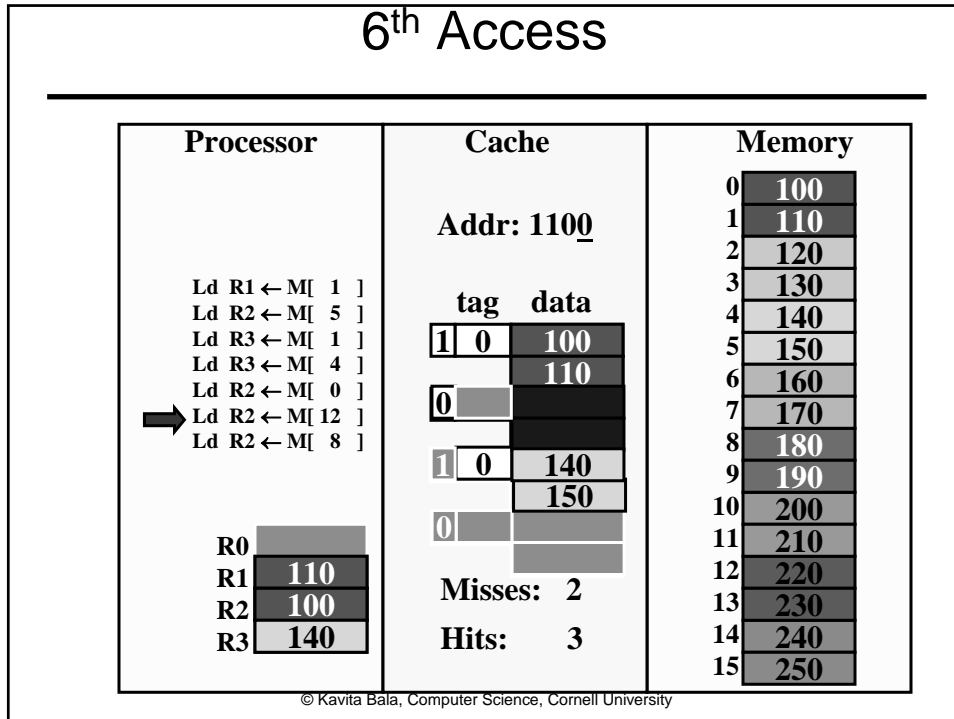 6th Access
Processor
Ld R1 ← M[ 1 ]
Ld R2 ← M[ 5 ]
Ld R3 ← M[ 1 ]
Ld R3 ← M[ 4 ]
Ld R2 ← M[ 0 ]
Ld R2 ← M[ 12 ]
Ld R2 ← M[ 8 ]
R0
R1 110
R2 100
R3 140
Cache
Addr: 1100
tag data
1 0 100
110
0
1 0 140
150
0
Misses: 2
Hits: 3
Memory
0 100
1 110
2 120
3 130
4 140
5 150
6 160
7 170
8 180
9 190
10 200
11 210
12 220
13 230
14 240
15 250
© Kavita Bala, Computer Science, Cornell University